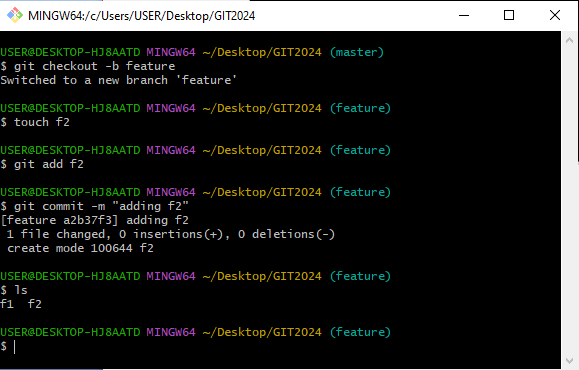 MINGW64:/c/Users/USER/Desktop/GIT2024
USER@DESKTOP-HJ8AATD MINGW64 ~/Desktop/GIT2024 (master)
$ git checkout -b feature
Switched to a new branch 'feature'
USER@DESKTOP-HJ8AATD MINGW64 ~/Desktop/GIT2024 (feature)
$ touch f2
USER@DESKTOP-HJ8AATD MINGW64 ~/Desktop/GIT2024 (feature)
$ git add f2
USER@DESKTOP-HJ8AATD MINGW64 ~/Desktop/GIT2024 (feature)
$ git commit -m "adding f2"
[feature a2b37f3] adding f2
 1 file changed, 0 insertions(+), 0 deletions(-)
 create mode 100644 f2
USER@DESKTOP-HJ8AATD MINGW64 ~/Desktop/GIT2024 (feature)
$ ls
f1  f2
USER@DESKTOP-HJ8AATD MINGW64 ~/Desktop/GIT2024 (feature)
$